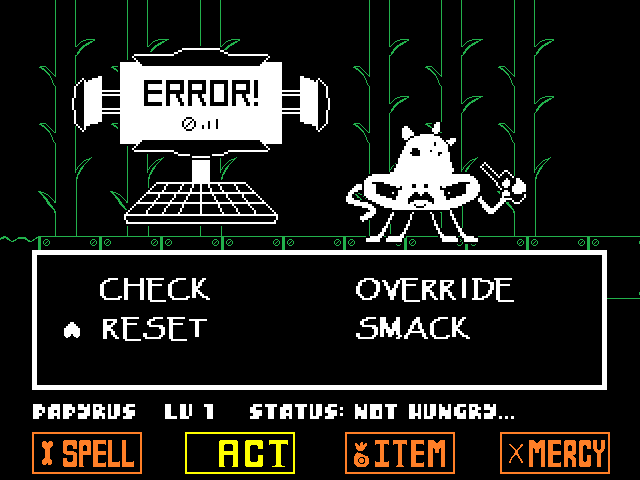 ERROR!
CHECK OVERRIDE
RESET SMACK
PAPYRUS LV 1 STATUS: NOT HUNGRY...
SPELL ACT ITEM MERCY